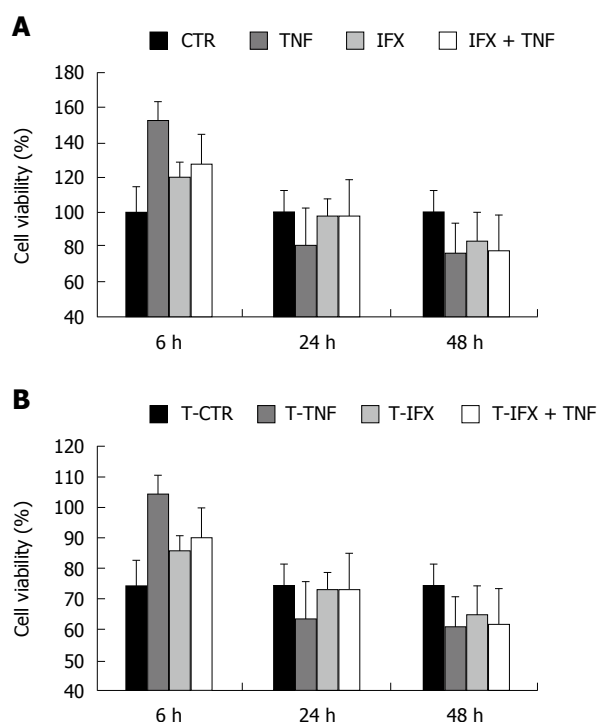 A
CTR TNF IFX IFX + TNF
Cell viability (%)
180
160
140
120
100
80
60
40
6 h 24 h 48 h
B
T-CTR T-TNF T-IFX T-IFX + TNF
Cell viability (%)
120
110
100
90
80
70
60
50
40
6 h 24 h 48 h